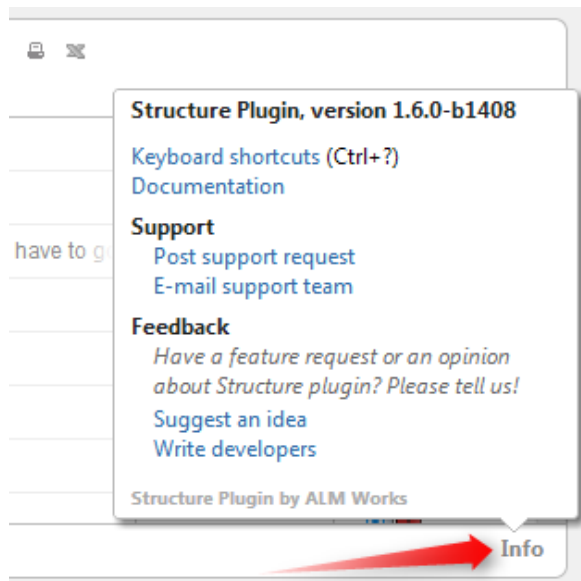 Structure Plugin, version 1.6.0-b1408
Keyboard shortcuts (Ctrl+?)
Documentation
Support
Post support request
E-mail support team
have to
Feedback
Have a feature request or an opinion
about Structure plugin? Please tell us!
Suggest an idea
Write developers
Structure Plugin by ALM Works
Info